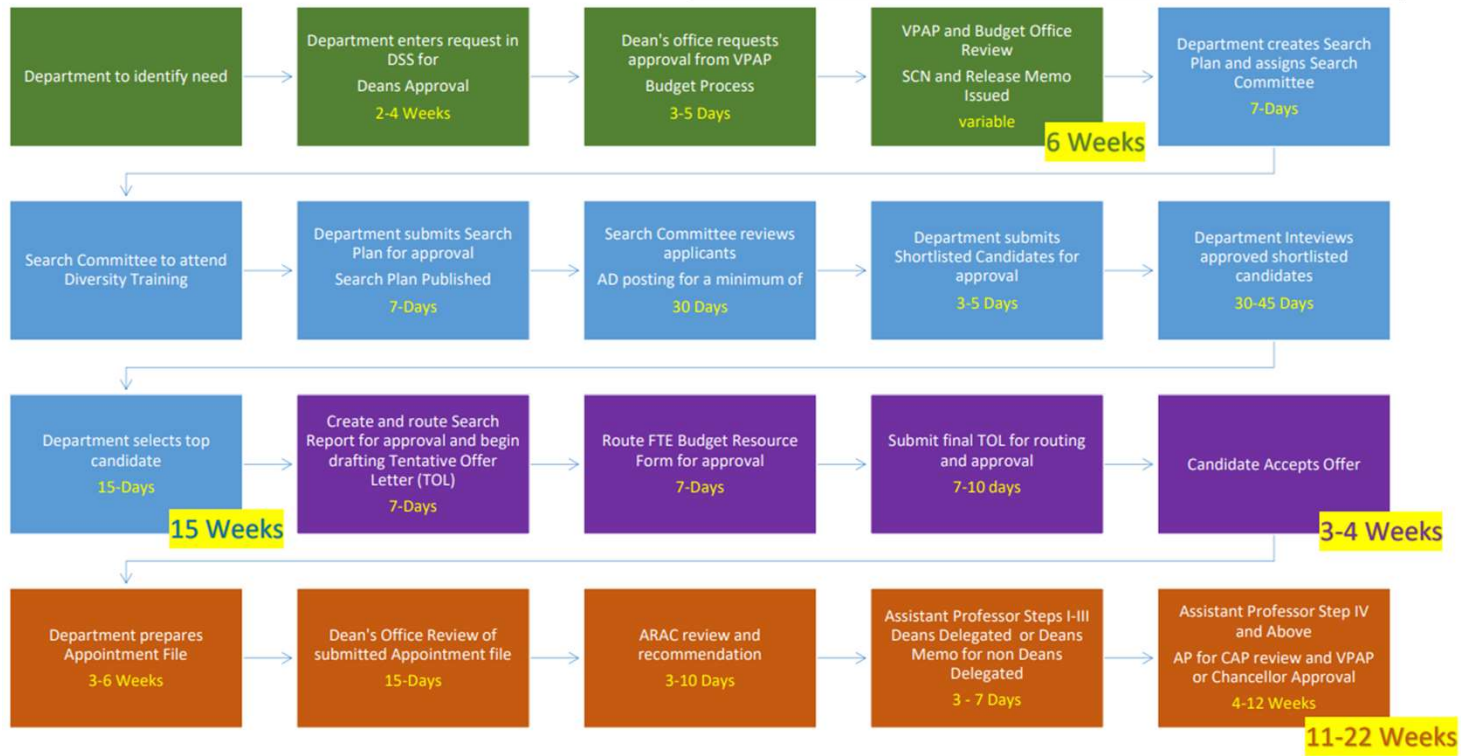 Department to identify need
Department enters request in
DSS for
Deans Approval
2-4 Weeks
Dean's office requests
approval from VPAP
Budget Process
3-5 Days
VPAP and Budget Office
Review
SCN and Release Memo
Issued
variable
6 Weeks
Department creates Search
Plan and assigns Search
Committee
7-Days
Search Committee to attend
Diversity Training
Department submits Search
Plan for approval
Search Plan Published
7-Days
Search Committee reviews
applicants
AD posting for a minimum of
30 Days
Department submits
Shortlisted Candidates for
approval
3-5 Days
Department Inteviews
approved shortlisted
candidates
30-45 Days
Department selects top
candidate
15-Days
15 Weeks
Create and route Search
Report for approval and begin
drafting Tentative Offer
Letter (TOL)
7-Days
Route FTE Budget Resource
Form for approval
7-Days
Submit final TOL for routing
and approval
7-10 days
Candidate Accepts Offer
3-4 Weeks
Department prepares
Appointment File
3-6 Weeks
Dean's Office Review of
submitted Appointment file
15-Days
ARAC review and
recommendation
3-10 Days
Assistant Professor Steps I-III
Deans Delegated or Deans
Memo for non Deans
Delegated
3 - 7 Days
Assistant Professor Step IV
and Above
AP for CAP review and VPAP
or Chancellor Approval
4-12 Weeks
11-22 Weeks